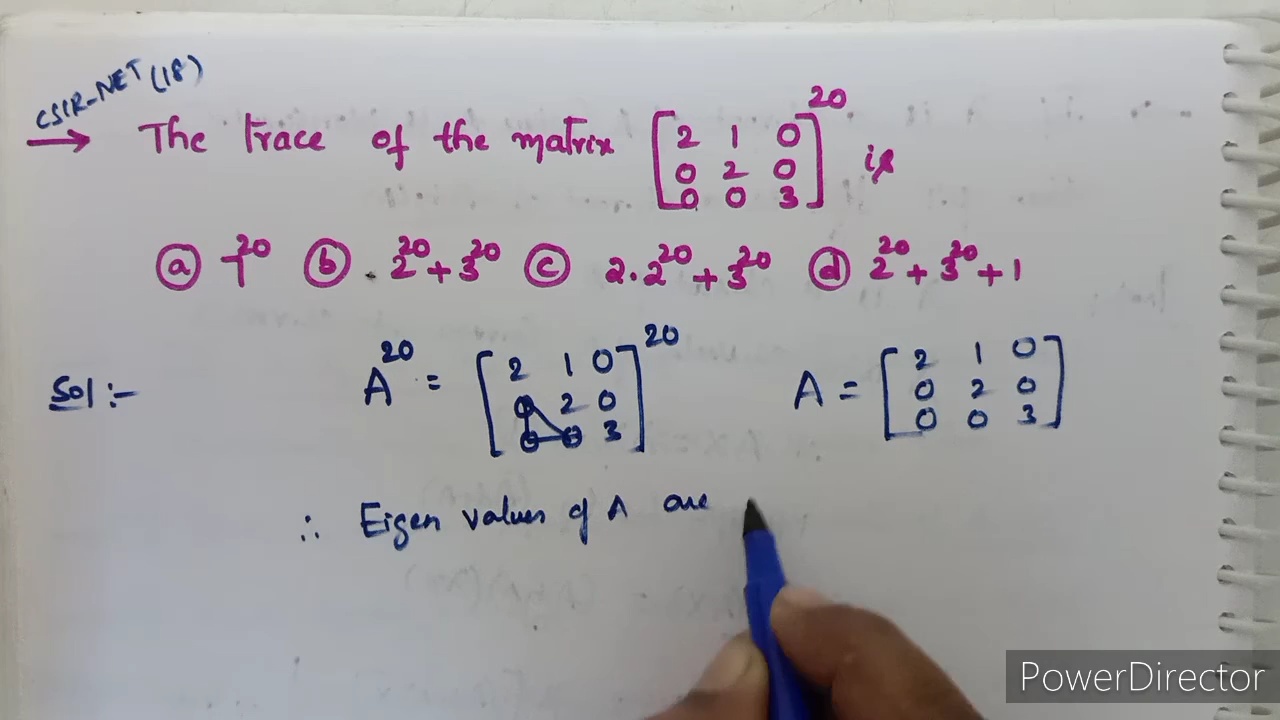 CSIR-NET (18)
→ The trace of the matrix [2 1 0; 0 2 0; 0 0 3]^20 is
ⓐ 7^20 ⓑ . 2^20 + 3^20 ⓒ 2.2^20 + 3^20 ⓓ 2^20 + 3^20 + 1
Sol :- A^20 = [2 1 0; 0 2 0; 0 0 3]^20 A = [2 1 0; 0 2 0; 0 0 3]
∴ Eigen values of A are
PowerDirector